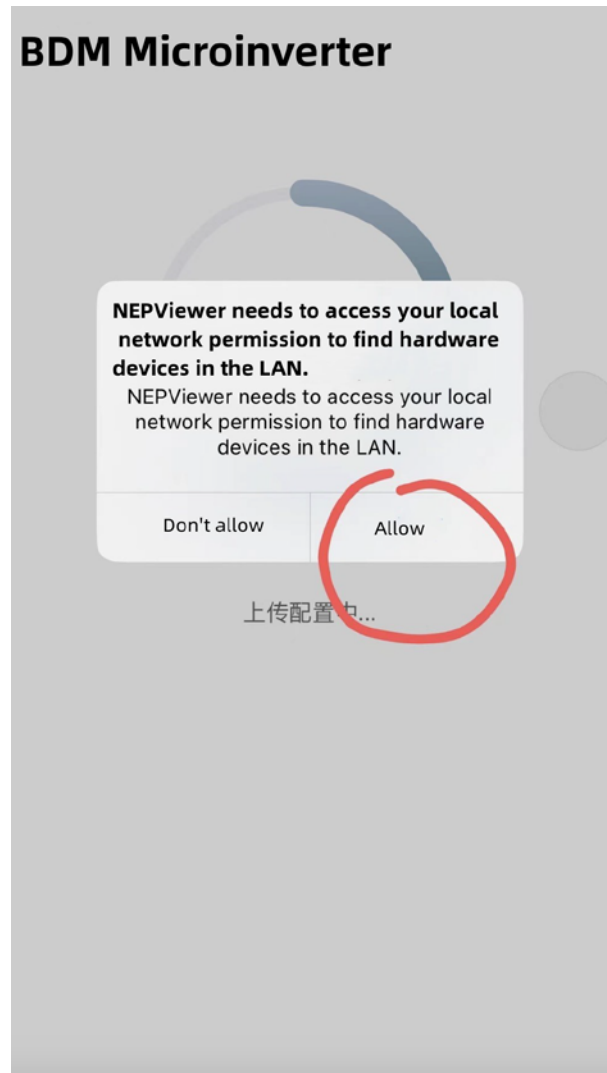 BDM Microinverter
NEPViewer needs to access your local
network permission to find hardware
devices in the LAN.
NEPViewer needs to access your local
network permission to find hardware
devices in the LAN.
Don't allow
Allow
上传配置中...